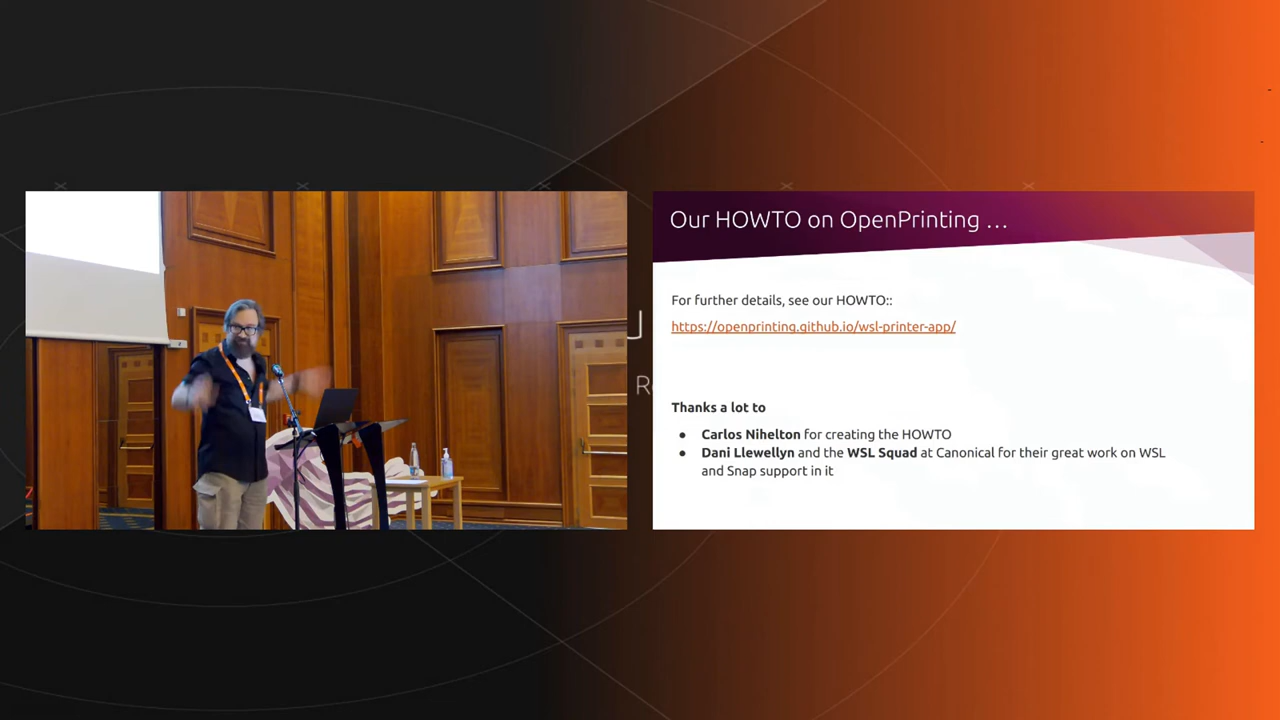 Our HOWTO on OpenPrinting ...
For further details, see our HOWTO::
https://openprinting.github.io/wsl-printer-app/
Thanks a lot to
● Carlos Nihelton for creating the HOWTO
● Dani Llewellyn and the WSL Squad at Canonical for their great work on WSL
and Snap support in it